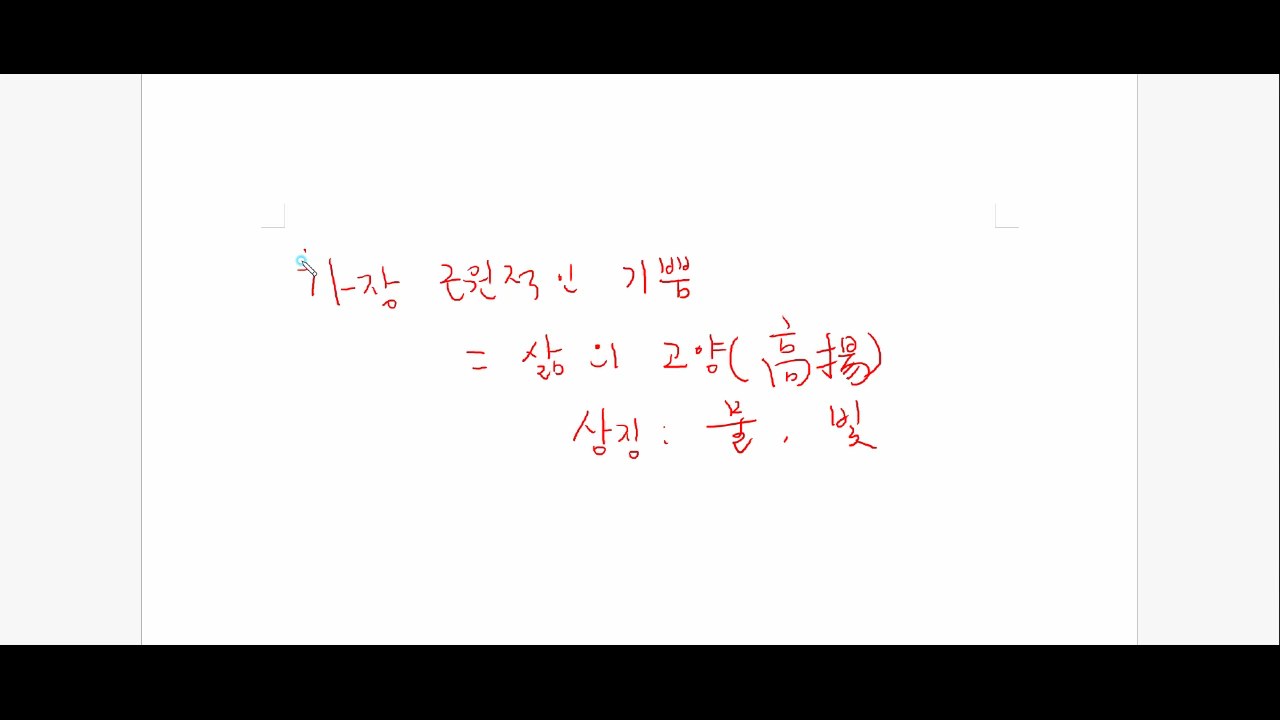 가장 근원적인 기쁨
= 삶의 고양(高揚)
상징 : 불, 빛